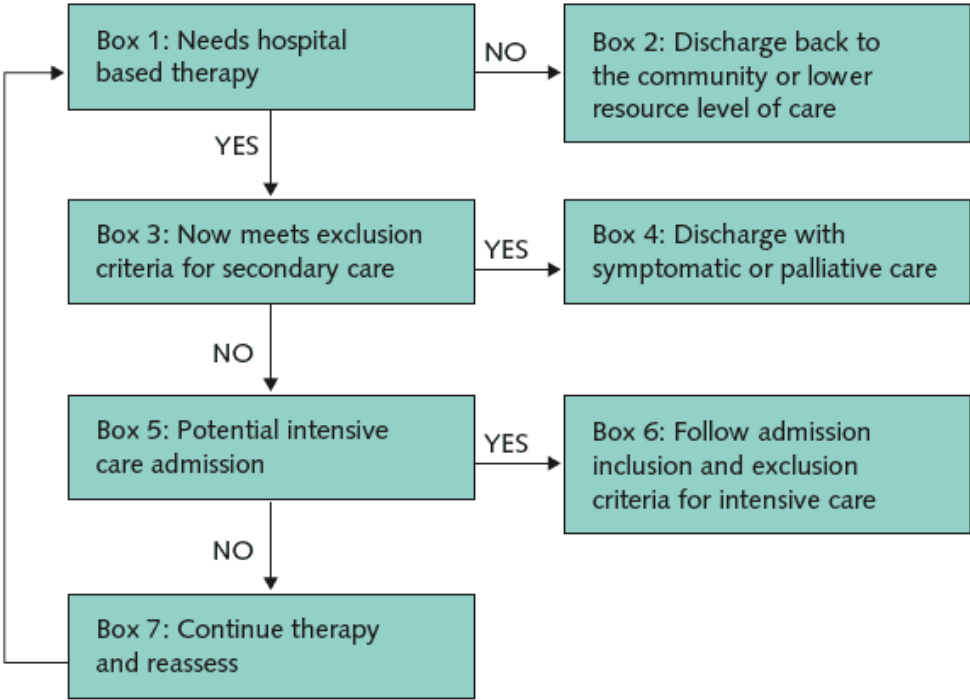 Box 1: Needs hospital
based therapy
NO
Box 2: Discharge back to
the community or lower
resource level of care
YES
Box 3: Now meets exclusion
criteria for secondary care
YES
Box 4: Discharge with
symptomatic or palliative care
NO
Box 5: Potential intensive
care admission
YES
Box 6: Follow admission
inclusion and exclusion
criteria for intensive care
NO
Box 7: Continue therapy
and reassess